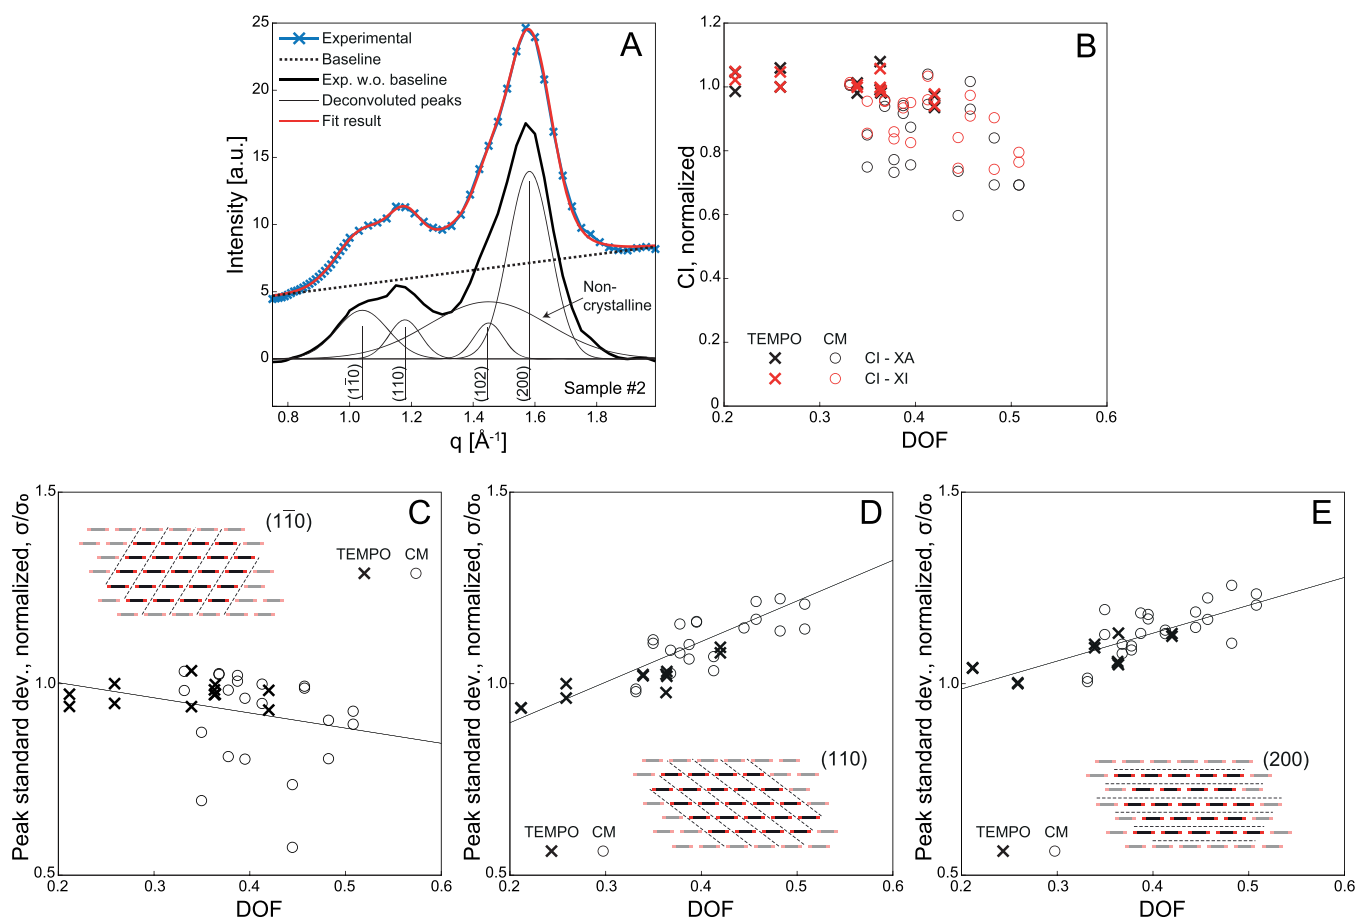 A
Experimental
Baseline
Exp. w.o. baseline
Deconvoluted peaks
Fit result
Intensity [a.u.]
25
20
15
10
5
0
Non-
crystalline
(11̅0)
(110)
(102)
(200)
Sample #2
0.8
1.0
1.2
1.4
1.6
1.8
q [Å⁻¹]
B
CI, normalized
1.2
1.0
0.8
0.6
0.4
0.2
0
TEMPO CM
CI - XA
CI - XI
0.2
0.3
0.4
0.5
0.6
DOF
C
Peak standard dev., normalized, σ/σ₀
1.5
1.0
0.5
(11̅0)
TEMPO CM
0.2
0.3
0.4
0.5
0.6
DOF
D
Peak standard dev., normalized, σ/σ₀
1.5
1.0
0.5
(110)
TEMPO CM
0.2
0.3
0.4
0.5
0.6
DOF
E
Peak standard dev., normalized, σ/σ₀
1.5
1.0
0.5
(200)
TEMPO CM
0.2
0.3
0.4
0.5
0.6
DOF